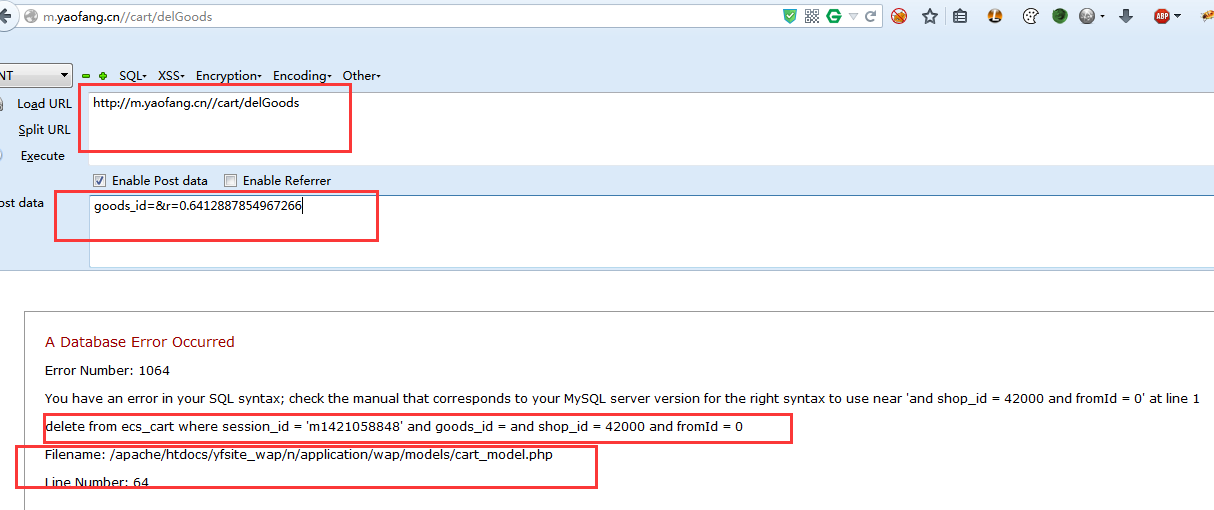 m.yaofang.cn//cart/delGoods
ABP
NT
SQL
XSS
Encryption
Encoding
Other
Load URL
http://m.yaofang.cn//cart/delGoods
Split URL
Execute
Enable Post data
Enable Referrer
ost data
goods_id=&r=0.6412887854967266
A Database Error Occurred
Error Number: 1064
You have an error in your SQL syntax; check the manual that corresponds to your MySQL server version for the right syntax to use near 'and shop_id = 42000 and fromId = 0' at line 1
delete from ecs_cart where session_id = 'm1421058848' and goods_id = and shop_id = 42000 and fromId = 0
Filename: /apache/htdocs/yfsite_wap/n/application/wap/models/cart_model.php
Line Number: 64